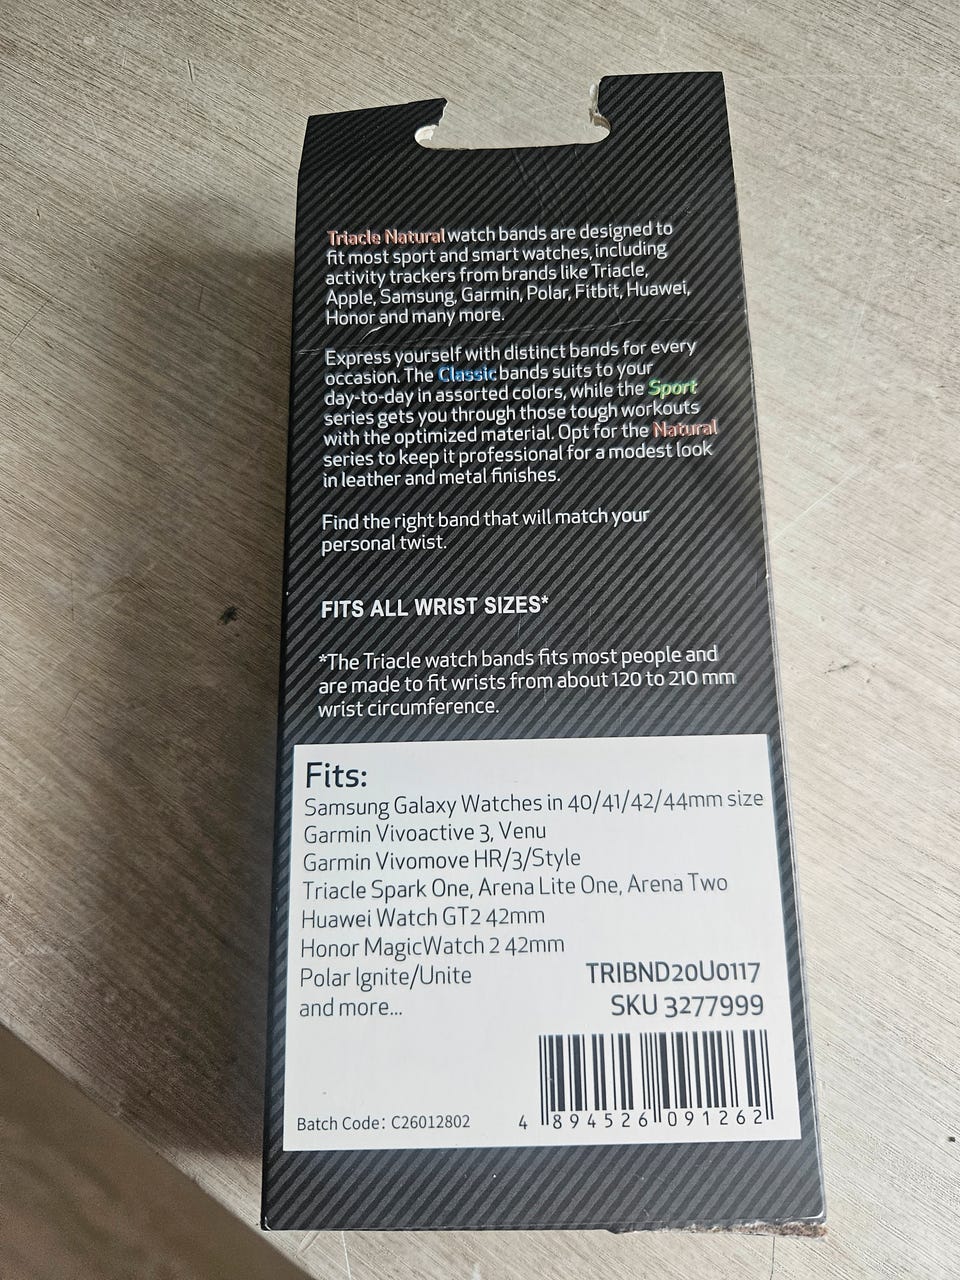 Triacle Natural watch bands are designed to
fit most sport and smart watches, including
activity trackers from brands like Triacle,
Apple, Samsung, Garmin, Polar, Fitbit, Huawei,
Honor and many more.
Express yourself with distinct bands for every
occasion. The Classic bands suits to your
day-to-day in assorted colors, while the Sport
series gets you through those tough workouts
with the optimized material. Opt for the Natural
series to keep it professional for a modest look
in leather and metal finishes.
Find the right band that will match your
personal twist.
FITS ALL WRIST SIZES*
*The Triacle watch bands fits most people and
are made to fit wrists from about 120 to 210 mm
wrist circumference.
Fits:
Samsung Galaxy Watches in 40/41/42/44mm size
Garmin Vivoactive 3, Venu
Garmin Vivomove HR/3/Style
Triacle Spark One, Arena Lite One, Arena Two
Huawei Watch GT2 42mm
Honor MagicWatch 2 42mm
Polar Ignite/Unite
and more...
TRIBND20U0117
SKU 3277999
Batch Code: C26012802
4 894526 091262